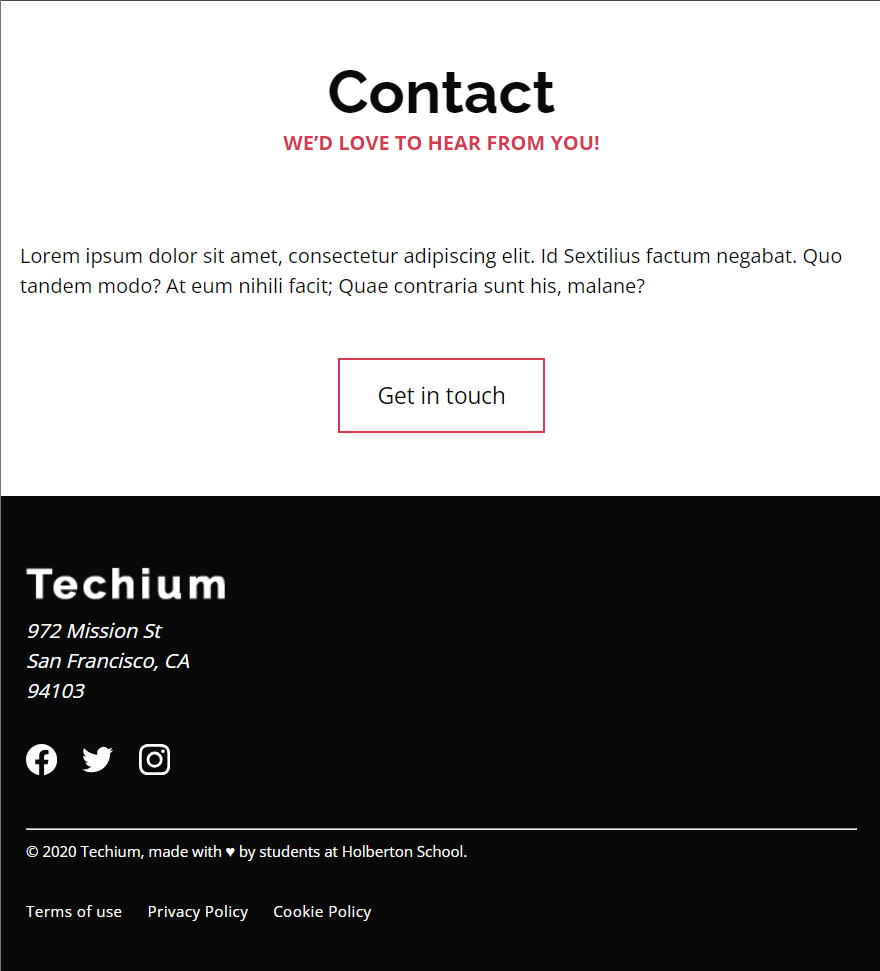 Contact
WE’D LOVE TO HEAR FROM YOU!
Lorem ipsum dolor sit amet, consectetur adipiscing elit. Id Sextilius factum negabat. Quo
tandem modo? At eum nihili facit; Quae contraria sunt his, malane?
Get in touch
Techium
972 Mission St
San Francisco, CA
94103
© 2020 Techium, made with ♥ by students at Holberton School.
Terms of use Privacy Policy Cookie Policy